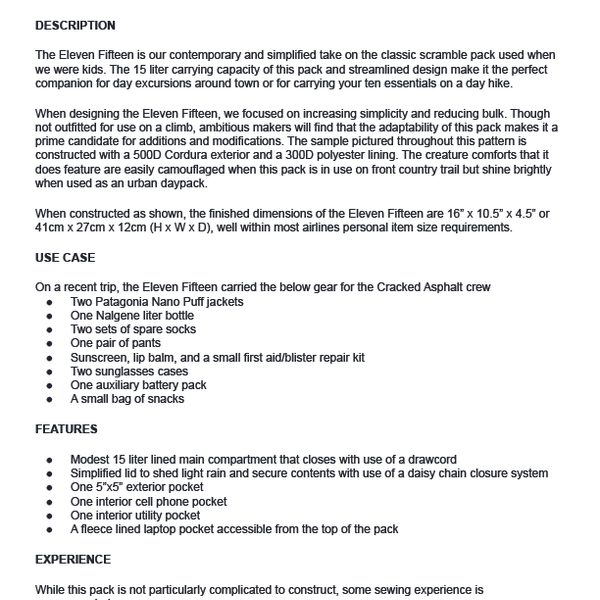 DESCRIPTION
The Eleven Fifteen is our contemporary and simplified take on the classic scramble pack used when
we were kids. The 15 liter carrying capacity of this pack and streamlined design make it the perfect
companion for day excursions around town or for carrying your ten essentials on a day hike.
When designing the Eleven Fifteen, we focused on increasing simplicity and reducing bulk. Though
not outfitted for use on a climb, ambitious makers will find that the adaptability of this pack makes it a
prime candidate for additions and modifications. The sample pictured throughout this pattern is
constructed with a 500D Cordura exterior and a 300D polyester lining. The creature comforts that it
does feature are easily camouflaged when this pack is in use on front country trail but shine brightly
when used as an urban daypack.
When constructed as shown, the finished dimensions of the Eleven Fifteen are 16” x 10.5” x 4.5” or
41cm x 27cm x 12cm (H x W x D), well within most airlines personal item size requirements.
USE CASE
On a recent trip, the Eleven Fifteen carried the below gear for the Cracked Asphalt crew
● Two Patagonia Nano Puff jackets
● One Nalgene liter bottle
● Two sets of spare socks
● One pair of pants
● Sunscreen, lip balm, and a small first aid/blister repair kit
● Two sunglasses cases
● One auxiliary battery pack
● A small bag of snacks
FEATURES
● Modest 15 liter lined main compartment that closes with use of a drawcord
● Simplified lid to shed light rain and secure contents with use of a daisy chain closure system
● One 5”x5” exterior pocket
● One interior cell phone pocket
● One interior utility pocket
● A fleece lined laptop pocket accessible from the top of the pack
EXPERIENCE
While this pack is not particularly complicated to construct, some sewing experience is